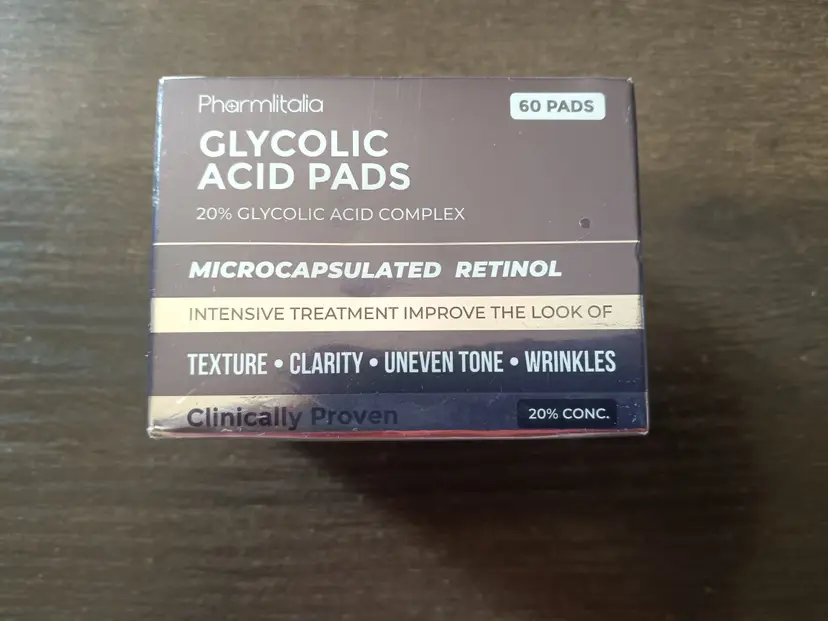 Pharmlitalia
60 PADS
GLYCOLIC
ACID PADS
20% GLYCOLIC ACID COMPLEX
MICROCAPSULATED RETINOL
INTENSIVE TREATMENT IMPROVE THE LOOK OF
TEXTURE • CLARITY • UNEVEN TONE • WRINKLES
Clinically Proven
20% CONC.